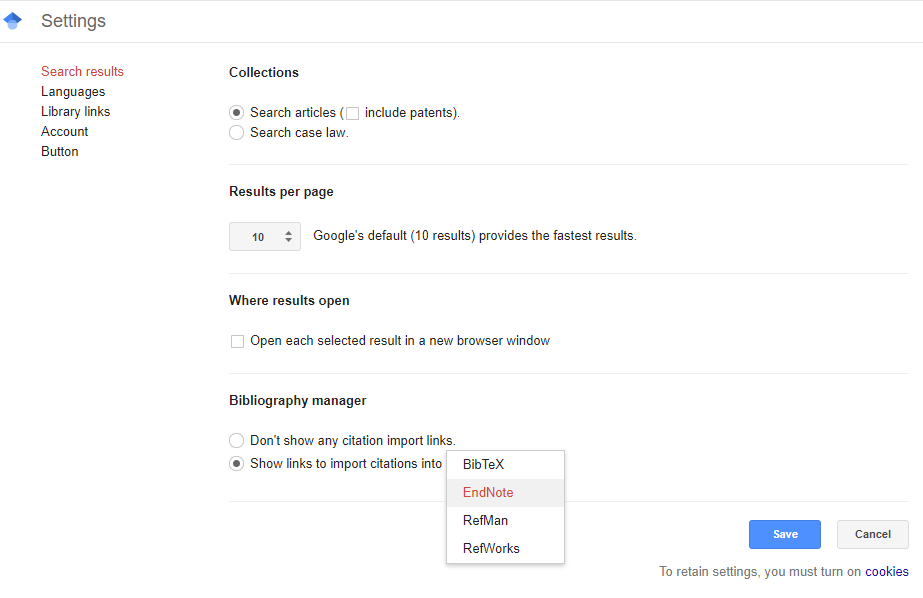 Settings
Search results
Languages
Library links
Account
Button
Collections
Search articles ( include patents).
Search case law.
Results per page
10 Google's default (10 results) provides the fastest results.
Where results open
Open each selected result in a new browser window
Bibliography manager
Don't show any citation import links.
Show links to import citations into
BibTeX
EndNote
RefMan
RefWorks
Save Cancel
To retain settings, you must turn on cookies